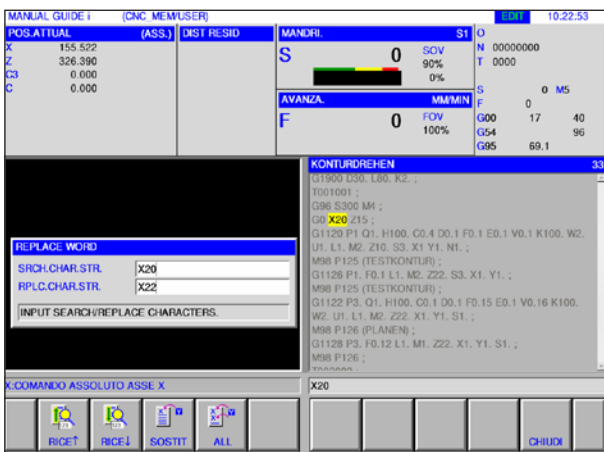 MANUAL GUIDE i (CNC_MEM/USER) EDIT 10:22:53
POS.ATTUAL (ASS.) DIST RESID MANDRI. S1 O
X 155.522
Z 326.390
C3 0.000
C 0.000
S 0 SOV
90%
0%
N 00000000
T 0000
S 0 M5
F 0
AVANZA. MM/MIN
F 0 FOV
100%
G00 17 40
G54 96
G95 69.1
KONTURDREHEN 33
G1900 D30. L80. K2. ;
T001001 ;
G96 S300 M4 ;
G0 X20 Z15 ;
G1120 P1 Q1. H100. C0.4 D0.1 F0.1 E0.1 V0.1 K100. W2.
U1. L1. M2. Z10. S3. X1. Y1. N1. ;
M98 P125 (TESTKONTUR) ;
G1126 P1. F0.1 L1. M2. Z22. S3. X1. Y1. ;
M98 P125 (TESTKONTUR) ;
G1122 P3. Q1. H100. C0.1 D0.1 F0.15 E0.1 V0.16 K100.
W2. U1. L1. M2. Z22. X1. Y1. S1. ;
M98 P126 (PLANEN) ;
G1128 P3. F0.12 L1. M1. Z22. X1. Y1. S1. ;
M98 P126 ;
REPLACE WORD
SRCH.CHAR.STR. X20
RPLC.CHAR.STR. X22
INPUT SEARCH/REPLACE CHARACTERS.
X:COMANDO ASSOLUTO ASSE X X20
RICE↑ RICE↓ SOSTIT ALL CHIUDI